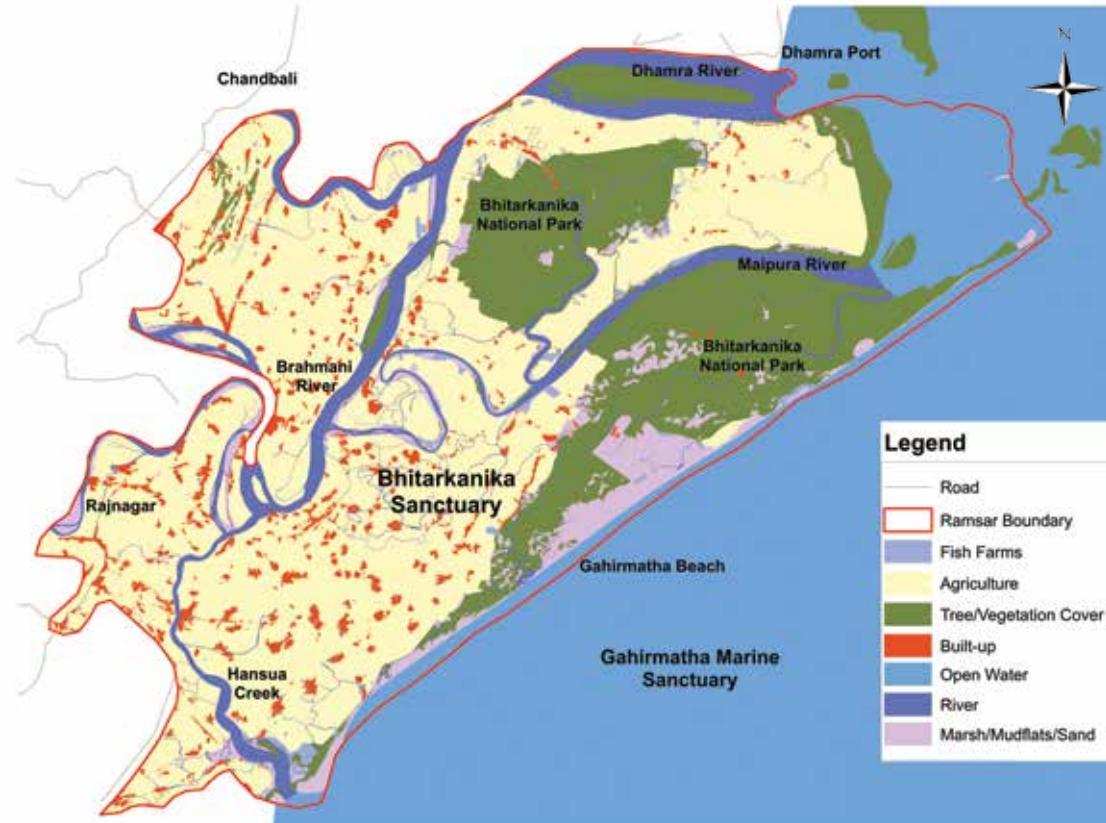 N
Dhamra Port
Dhamra River
Chandbali
Bhitarkanika
National Park
Maipura River
Bhitarkanika
National Park
Brahmahi
River
Bhitarkanika
Sanctuary
Rajnagar
Gahirmatha Beach
Gahirmatha Marine
Sanctuary
Hansua
Creek
Legend
Road
Ramsar Boundary
Fish Farms
Agriculture
Tree/Vegetation Cover
Built-up
Open Water
River
Marsh/Mudflats/Sand